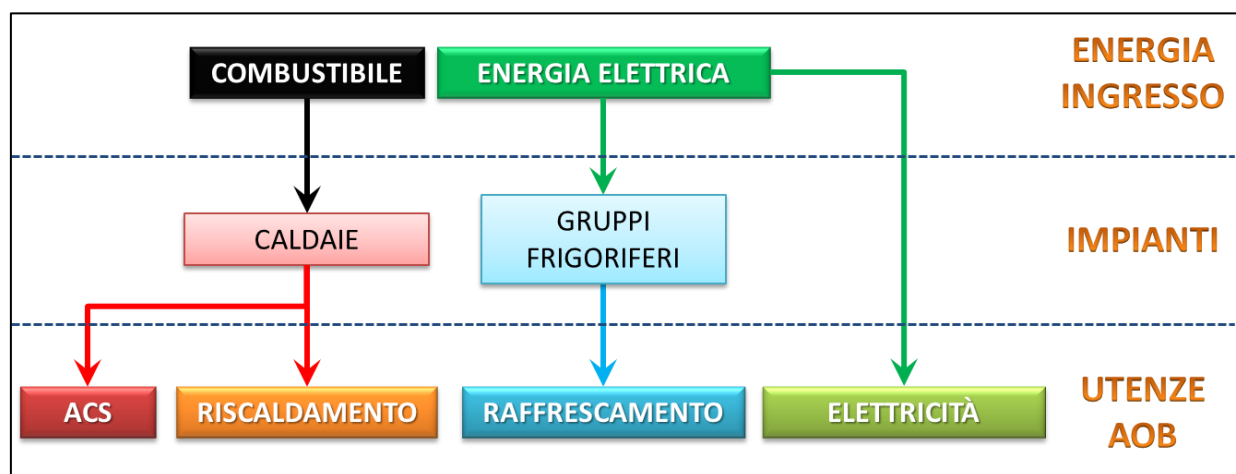 COMBUSTIBILE
ENERGIA ELETTRICA
ENERGIA
INGRESSO
CALDAIE
GRUPPI
FRIGORIFERI
IMPIANTI
ACS
RISCALDAMENTO
RAFFRESCAMENTO
ELETTRICITÀ
UTENZE
AOB